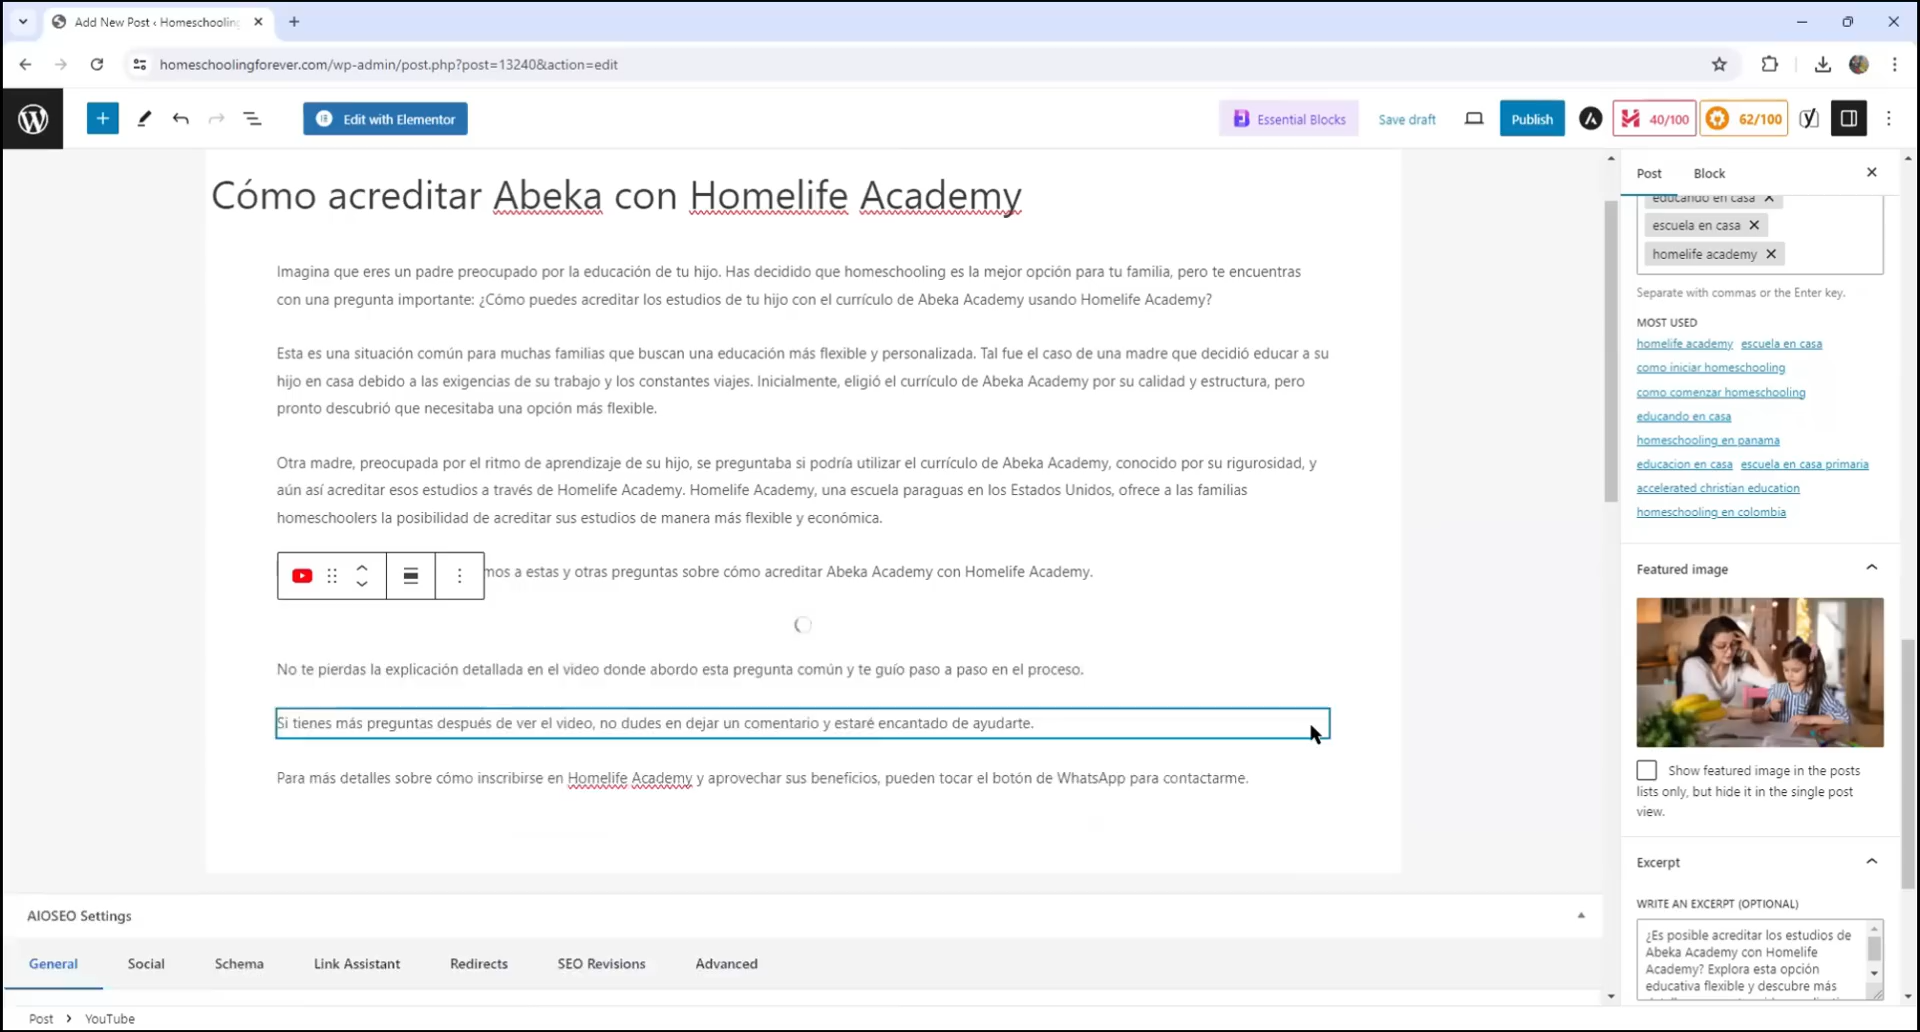 Add New Post ‹ Homeschooling
homeschoolingforever.com/wp-admin/post.php?post=13240&action=edit
Edit with Elementor
Essential Blocks
Save draft
Publish
40/100
62/100
Cómo acreditar Abeka con Homelife Academy
Imagina que eres un padre preocupado por la educación de tu hijo. Has decidido que homeschooling es la mejor opción para tu familia, pero te encuentras
con una pregunta importante: ¿Cómo puedes acreditar los estudios de tu hijo con el currículo de Abeka Academy usando Homelife Academy?
Esta es una situación común para muchas familias que buscan una educación más flexible y personalizada. Tal fue el caso de una madre que decidió educar a su
hijo en casa debido a las exigencias de su trabajo y los constantes viajes. Inicialmente, eligió el currículo de Abeka Academy por su calidad y estructura, pero
pronto descubrió que necesitaba una opción más flexible.
Otra madre, preocupada por el ritmo de aprendizaje de su hijo, se preguntaba si podría utilizar el currículo de Abeka Academy, conocido por su rigurosidad, y
aún así acreditar esos estudios a través de Homelife Academy. Homelife Academy, una escuela paraguas en los Estados Unidos, ofrece a las familias
homeschoolers la posibilidad de acreditar sus estudios de manera más flexible y económica.
mos a estas y otras preguntas sobre cómo acreditar Abeka Academy con Homelife Academy.
No te pierdas la explicación detallada en el video donde abordo esta pregunta común y te guío paso a paso en el proceso.
Si tienes más preguntas después de ver el video, no dudes en dejar un comentario y estaré encantado de ayudarte.
Para más detalles sobre cómo inscribirse en Homelife Academy y aprovechar sus beneficios, pueden tocar el botón de WhatsApp para contactarme.
AIOSEO Settings
General
Social
Schema
Link Assistant
Redirects
SEO Revisions
Advanced
Post
YouTube
Post
Block
educando en casa
escuela en casa
homelife academy
Separate with commas or the Enter key.
MOST USED
homelife academy escuela en casa
como iniciar homeschooling
como comenzar homeschooling
educando en casa
homeschooling en panama
educacion en casa escuela en casa primaria
accelerated christian education
homeschooling en colombia
Featured image
Show featured image in the posts
lists only, but hide it in the single post
view.
Excerpt
WRITE AN EXCERPT (OPTIONAL)
¿Es posible acreditar los estudios de
Abeka Academy con Homelife
Academy? Explora esta opción
educativa flexible y descubre más